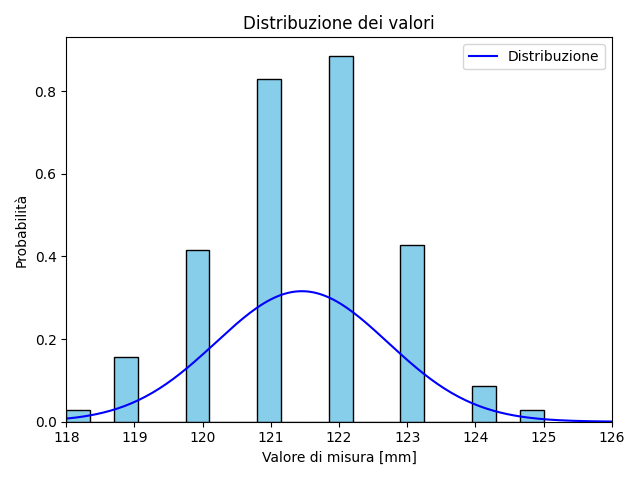 Distribuzione dei valori
Distribuzione
Probabilità
0.8
0.6
0.4
0.2
0.0
118 119 120 121 122 123 124 125 126
Valore di misura [mm]